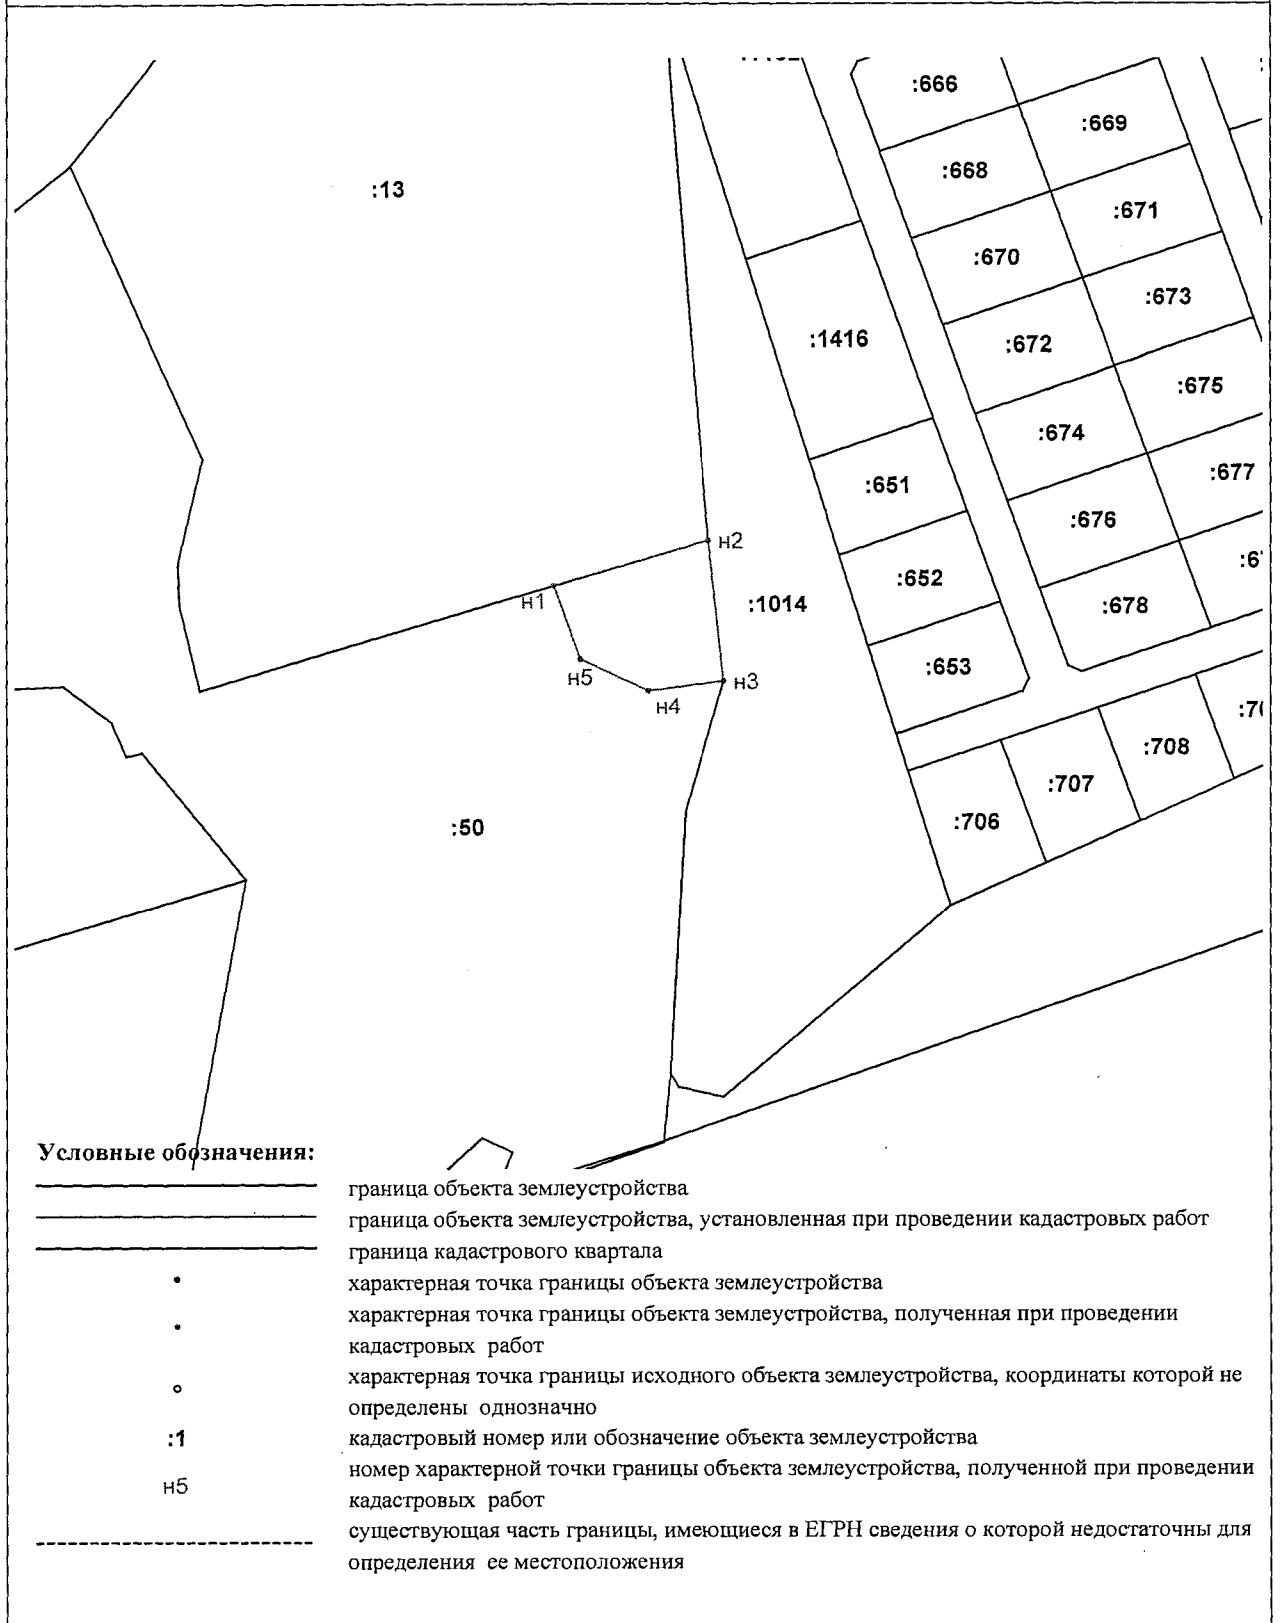 :666
:669
:13
:668
:671
:670
:673
:1416
:672
:675
:674
:651
:677
:676
н2
:652
н1
:1014
:678
:653
н5
н3
н4
:708
:707
:706
:50
Условные обозначения:
граница объекта землеустройства
граница объекта землеустройства, установленная при проведении кадастровых работ
граница кадастрового квартала
характерная точка границы объекта землеустройства
характерная точка границы объекта землеустройства, полученная при проведении
кадастровых работ
характерная точка границы исходного объекта землеустройства, координаты которой не
определены однозначно
:1 кадастровый номер или обозначение объекта землеустройства
н5 номер характерной точки границы объекта землеустройства, полученной при проведении
кадастровых работ
существующая часть границы, имеющиеся в ЕГРН сведения о которой недостаточны для
определения ее местоположения